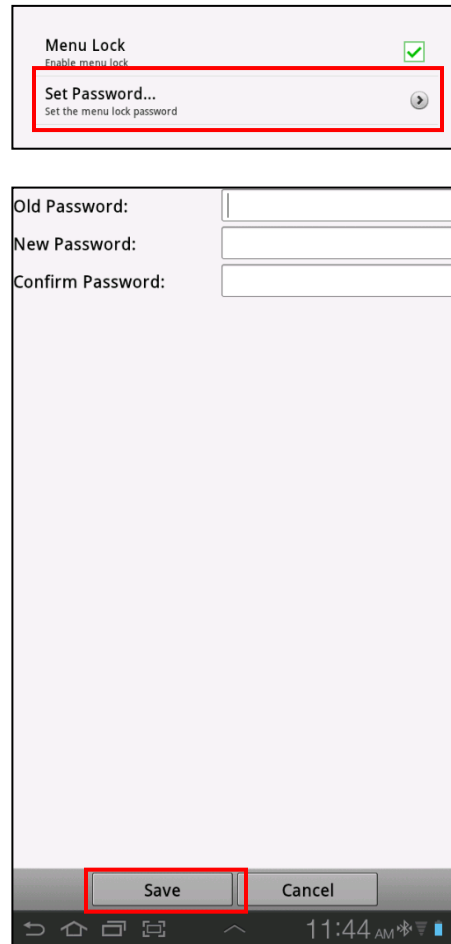 Menu Lock
Enable menu lock
Set Password...
Set the menu lock password
Old Password:
New Password:
Confirm Password:
Save Cancel
11:44 AM